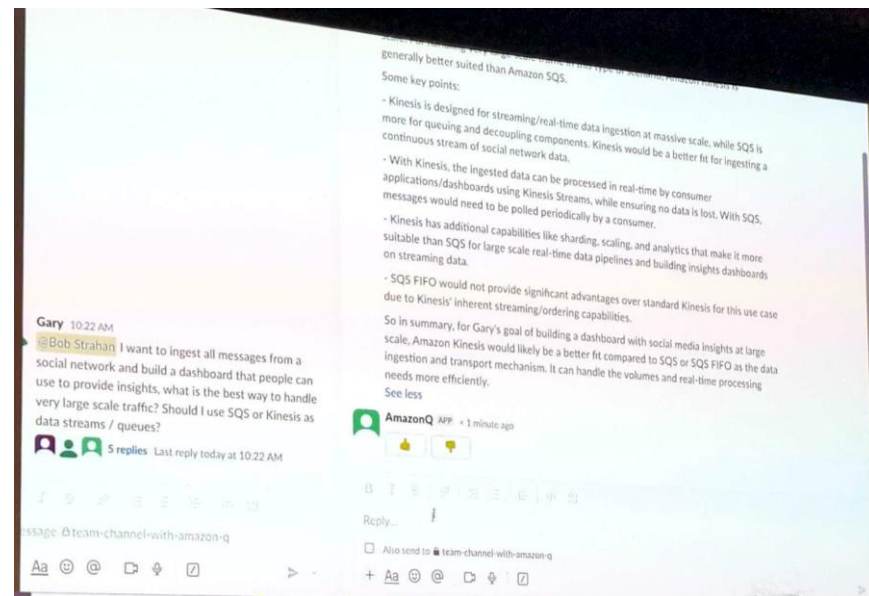 Gary 10:22 AM
@Bob Strahan I want to ingest all messages from a
social network and build a dashboard that people can
use to provide insights, what is the best way to handle
very large scale traffic? Should I use SQS or Kinesis as
data streams / queues?
5 replies Last reply today at 10:22 AM
team-channel-with-amazon-q
Aa
generally better suited than Amazon SQS.
Some key points:
- Kinesis is designed for streaming/real-time data ingestion at massive scale, while SQS is
more for queuing and decoupling components. Kinesis would be a better fit for ingesting a
continuous stream of social network data.
- With Kinesis, the ingested data can be processed in real-time by consumer
applications/dashboards using Kinesis Streams, while ensuring no data is lost. With SQS,
messages would need to be polled periodically by a consumer.
- Kinesis has additional capabilities like sharding, scaling, and analytics that make it more
suitable than SQS for large scale real-time data pipelines and building insights dashboards
on streaming data.
- SQS FIFO would not provide significant advantages over standard Kinesis for this use case
due to Kinesis' inherent streaming/ordering capabilities.
So in summary, for Gary's goal of building a dashboard with social media insights at large
scale, Amazon Kinesis would likely be a better fit compared to SQS or SQS FIFO as the data
ingestion and transport mechanism. It can handle the volumes and real-time processing
needs more efficiently.
See less
AmazonQ APP < 1 minute ago
B I
Reply...
Also send to team-channel-with-amazon-q
+ Aa